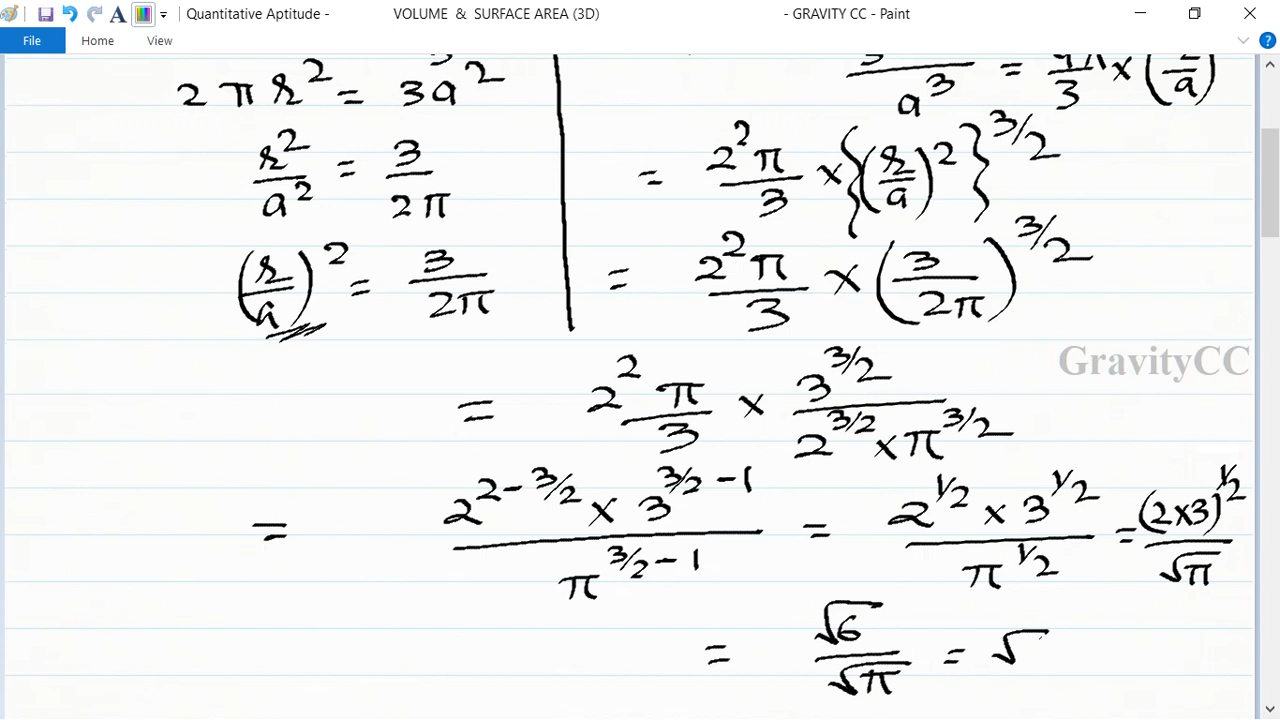 Quantitative Aptitude - VOLUME & SURFACE AREA (3D) - GRAVITY CC - Paint
File Home View
2πr² = 3a²
r²/a² = 3/2π
(r/a)² = 3/2π
a³ = 4π/3 × (r/a)
= 2²π/3 × {(r/a)²}^3/2
= 2²π/3 × (3/2π)^3/2
GravityCC
= 2²π/3 × 3^3/2 / 2^3/2 × π^3/2
= 2^2-3/2 × 3^3/2-1 / π^3/2-1 = 2^1/2 × 3^1/2 / π^1/2 = (2×3)^1/2 / √π
= √6/√π = √